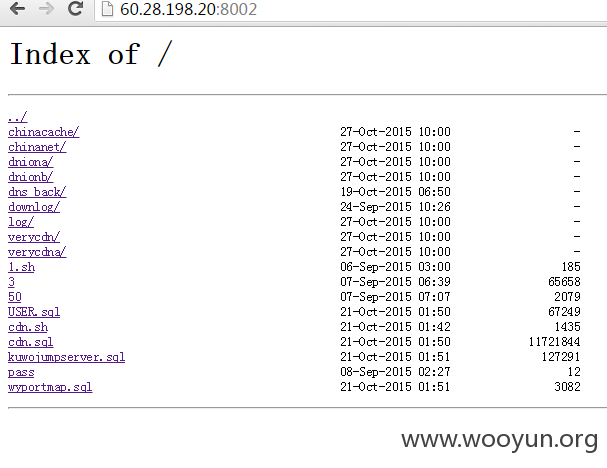 60.28.198.20:8002
Index of /
../
chinacache/ 27-Oct-2015 10:00 -
chinanet/ 27-Oct-2015 10:00 -
dniona/ 27-Oct-2015 10:00 -
dnionb/ 27-Oct-2015 10:00 -
dns_back/ 19-Oct-2015 06:50 -
downlog/ 24-Sep-2015 10:26 -
log/ 27-Oct-2015 10:00 -
verycdn/ 27-Oct-2015 10:00 -
verycdna/ 27-Oct-2015 10:00 -
1.sh 06-Sep-2015 03:00 185
3 07-Sep-2015 06:39 65658
50 07-Sep-2015 07:07 2079
USER.sql 21-Oct-2015 01:50 67249
cdn.sh 21-Oct-2015 01:42 1435
cdn.sql 21-Oct-2015 01:50 11721844
kuwojumpserver.sql 21-Oct-2015 01:51 127291
pass 08-Sep-2015 02:27 12
wyportmap.sql 21-Oct-2015 01:51 3082
www.wooyun.org